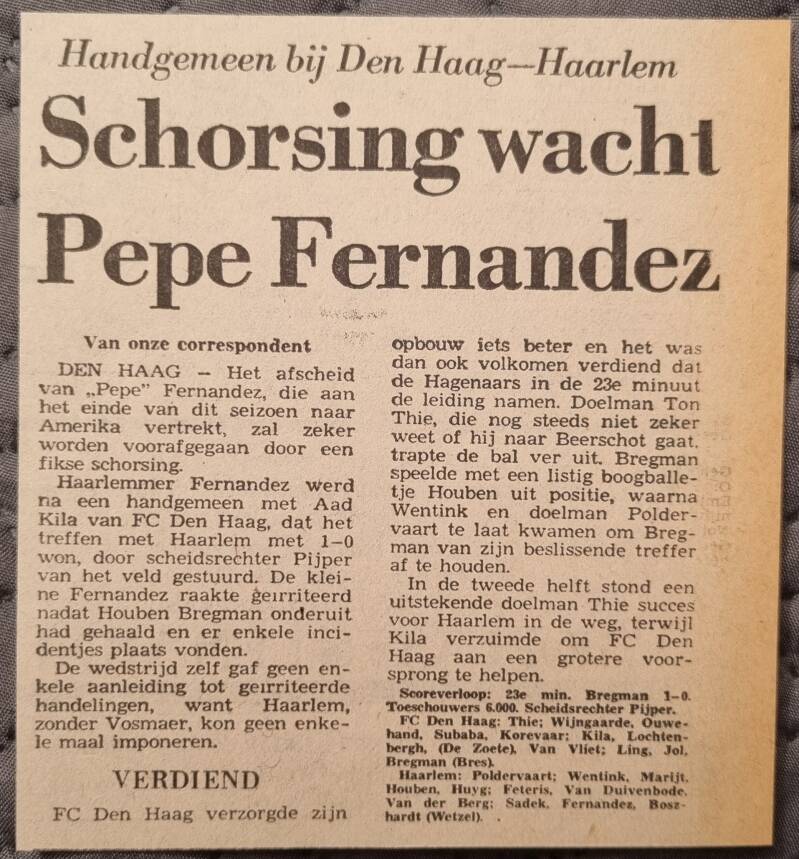 Handgemeen bij Den Haag—Haarlem
Schorsing wacht
Pepe Fernandez
Van onze correspondent
DEN HAAG — Het afscheid
van „Pepe” Fernandez, die aan
het einde van dit seizoen naar
Amerika vertrekt, zal zeker
worden voorafgegaan door een
fikse schorsing.
Haarlemmer Fernandez werd
na een handgemeen met Aad
Kila van FC Den Haag, dat het
treffen met Haarlem met 1—0
won, door scheidsrechter Pijper
van het veld gestuurd. De klei-
ne Fernandez raakte geïrriteerd
nadat Houben Bregman onderuit
had gehaald en er enkele inci-
dentjes plaats vonden.
De wedstrijd zelf gaf geen en-
kele aanleiding tot geïrriteerde
handelingen, want Haarlem,
zonder Vosmaer, kon geen enke-
le maal imponeren.
VERDIEND
FC Den Haag verzorgde zijn
opbouw iets beter en het was
dan ook volkomen verdiend dat
de Hagenaars in de 23e minuut
de leiding namen. Doelman Ton
Thie, die nog steeds niet zeker
weet of hij naar Beerschot gaat.
trapte de bal ver uit. Bregman
speelde met een listig boogballe-
tje Houben uit positie, waarna
Wentink en doelman Polder-
vaart te laat kwamen om Breg-
man van zijn beslissende treffer
af te houden.
In de tweede helft stond een
uitstekende doelman Thie succes
voor Haarlem in de weg, terwijl
Kila verzuimde om FC Den
Haag aan een grotere voor-
sprong te helpen.
Scoreverloop: 23e min. Bregman 1-0.
Toeschouwers 6.000. Scheidsrechter Pijper.
FC Den Haag: Thie; Wijngaarde, Ouwe-
hand, Subaba, Korevaar; Kila, Lochten-
bergh, (De Zoete), Van Vliet; Ling, Jol,
Bregman (Bres).
Haarlem: Poldervaart; Wentink, Marijt.
Houben, Huyg; Feteris, Van Duivenbode.
Van der Berg; Sadek, Fernandez, Bosz-
hardt (Wetzel).